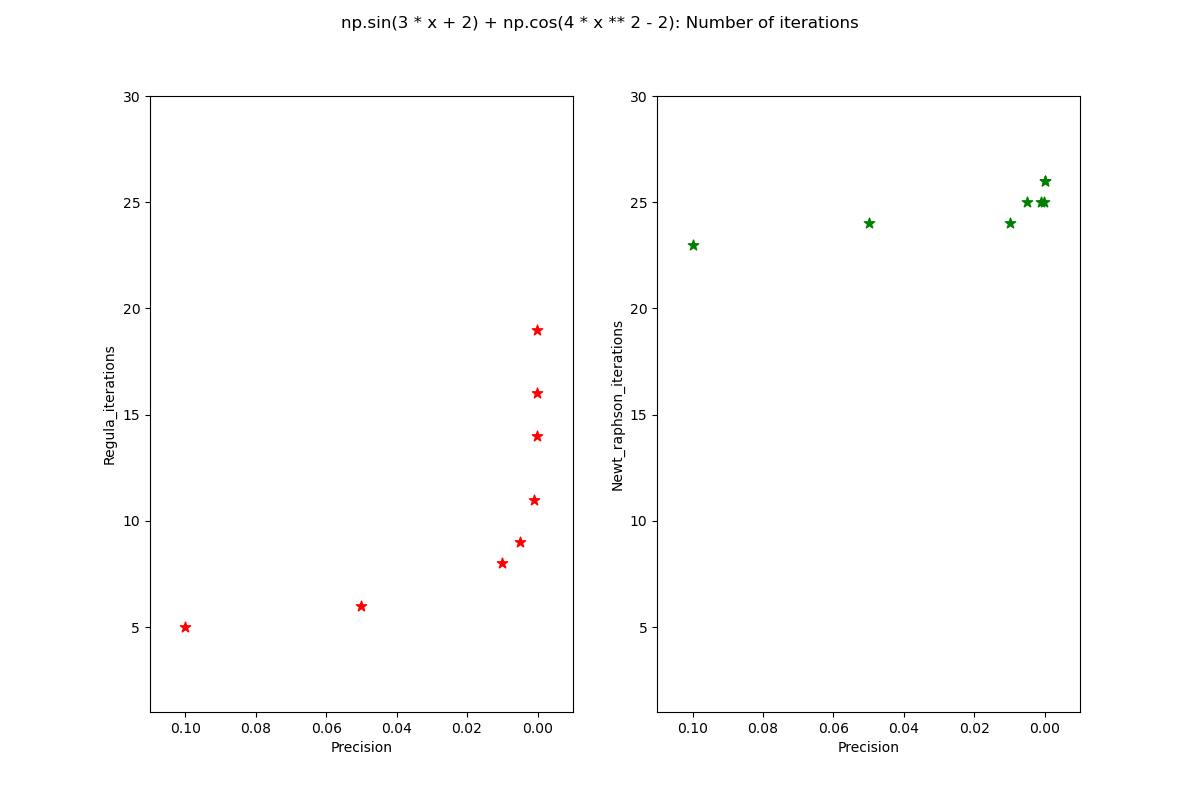 np.sin(3 * x + 2) + np.cos(4 * x ** 2 - 2): Number of iterations
30
25
20
15
10
5
Regula_iterations
0.10 0.08 0.06 0.04 0.02 0.00
Precision
30
25
20
15
10
5
Newt_raphson_iterations
0.10 0.08 0.06 0.04 0.02 0.00
Precision